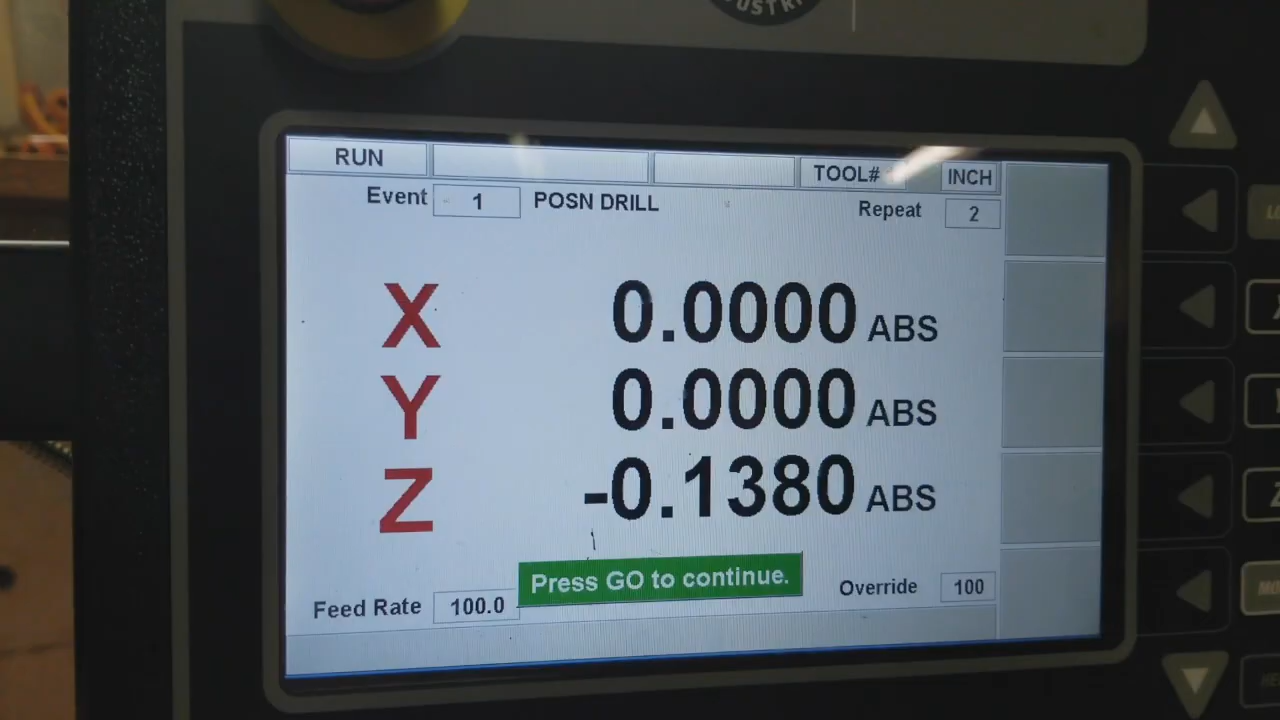 RUN TOOL# INCH
Event 1 POSN DRILL Repeat 2
X 0.0000 ABS
Y 0.0000 ABS
Z -0.1380 ABS
Press GO to continue.
Feed Rate 100.0 Override 100